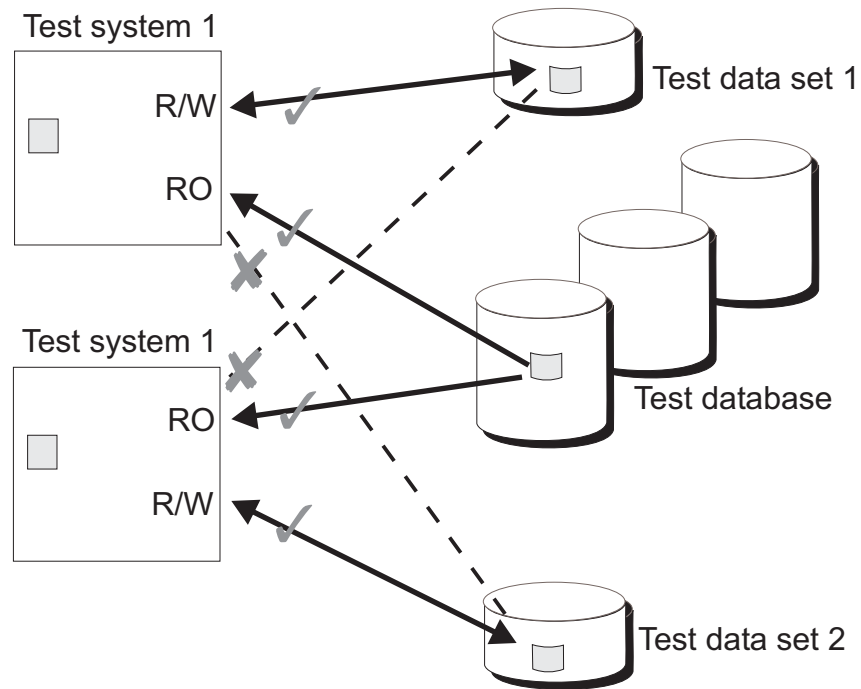 Test system 1
R/W
RO
Test data set 1
Test system 1
RO
R/W
Test database
Test data set 2